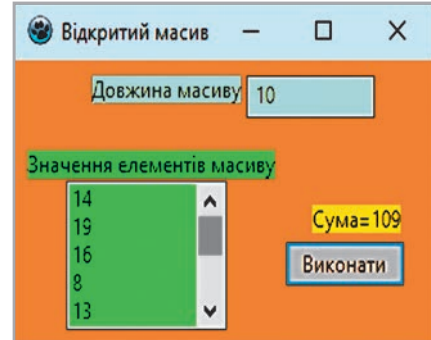 Відкритий масив
Довжина масиву 10
Значення елементів масиву
14
19
16
8
13
Сума=109
Виконати